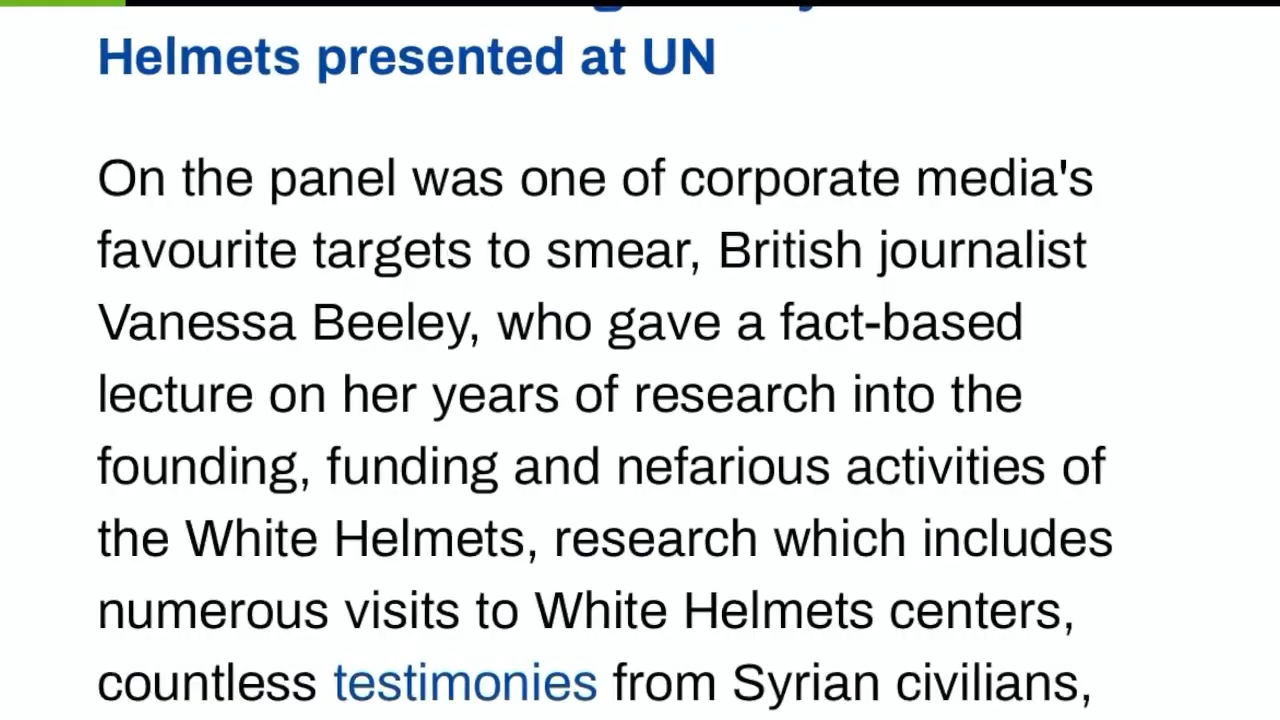 Helmets presented at UN
On the panel was one of corporate media's
favourite targets to smear, British journalist
Vanessa Beeley, who gave a fact-based
lecture on her years of research into the
founding, funding and nefarious activities of
the White Helmets, research which includes
numerous visits to White Helmets centers,
countless testimonies from Syrian civilians,